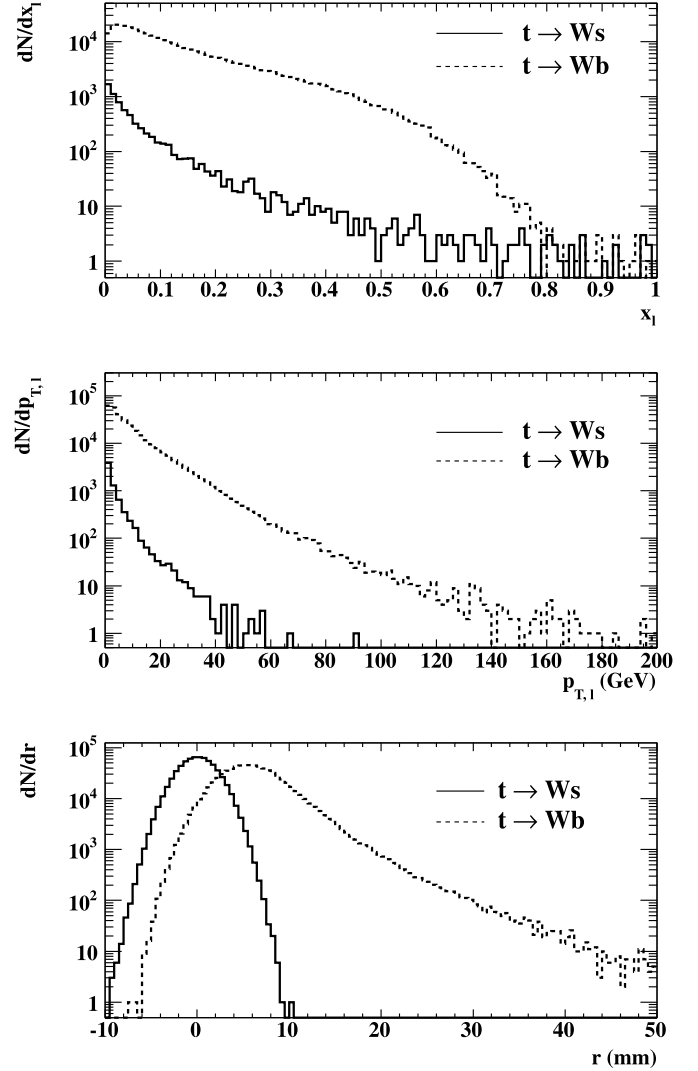 dN/dx_l
10^4
10^3
10^2
10
1
t → Ws
t → Wb
0 0.1 0.2 0.3 0.4 0.5 0.6 0.7 0.8 0.9 1
x_l
dN/dp_{T, l}
10^5
10^4
10^3
10^2
10
1
t → Ws
t → Wb
0 20 40 60 80 100 120 140 160 180 200
p_{T, l} (GeV)
dN/dr
10^5
10^4
10^3
10^2
10
1
t → Ws
t → Wb
-10 0 10 20 30 40 50
r (mm)